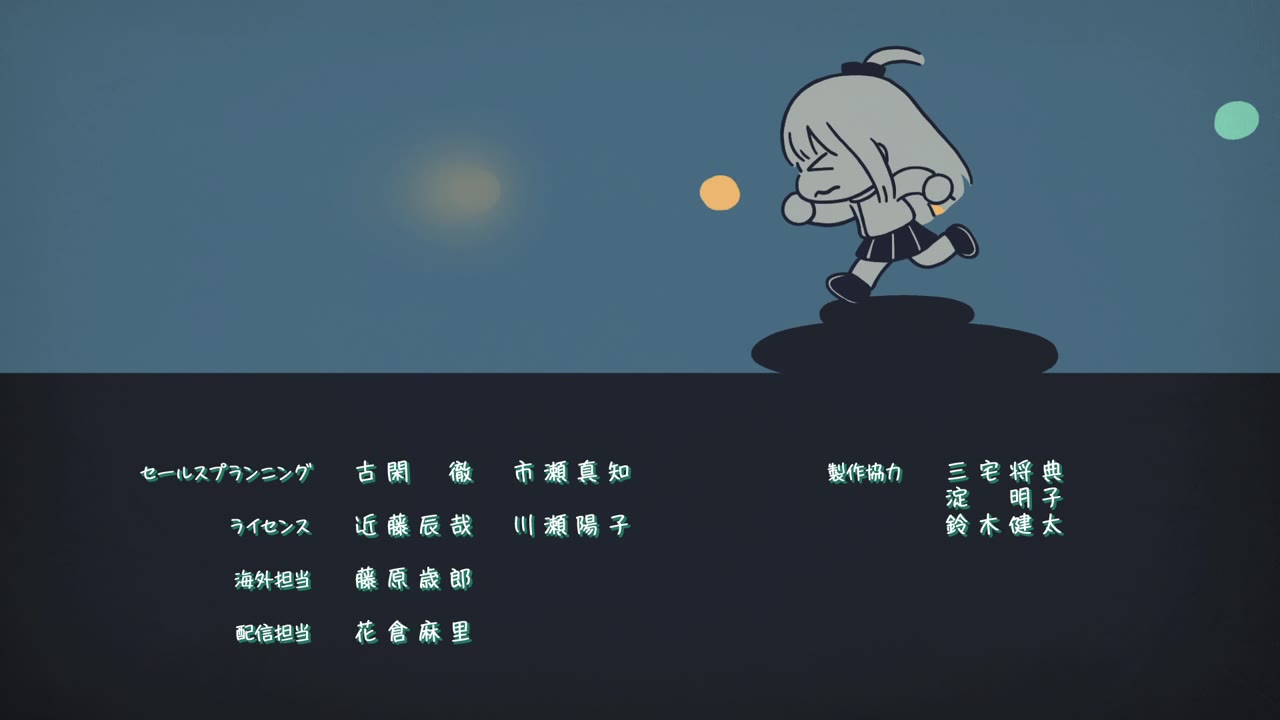 セールスプランニング 古閑 徹 市瀬真知
ライセンス 近藤辰哉 川瀬陽子
海外担当 藤原歳郎
配信担当 花倉麻里
製作協力 三宅将典
淀 明子
鈴木健太